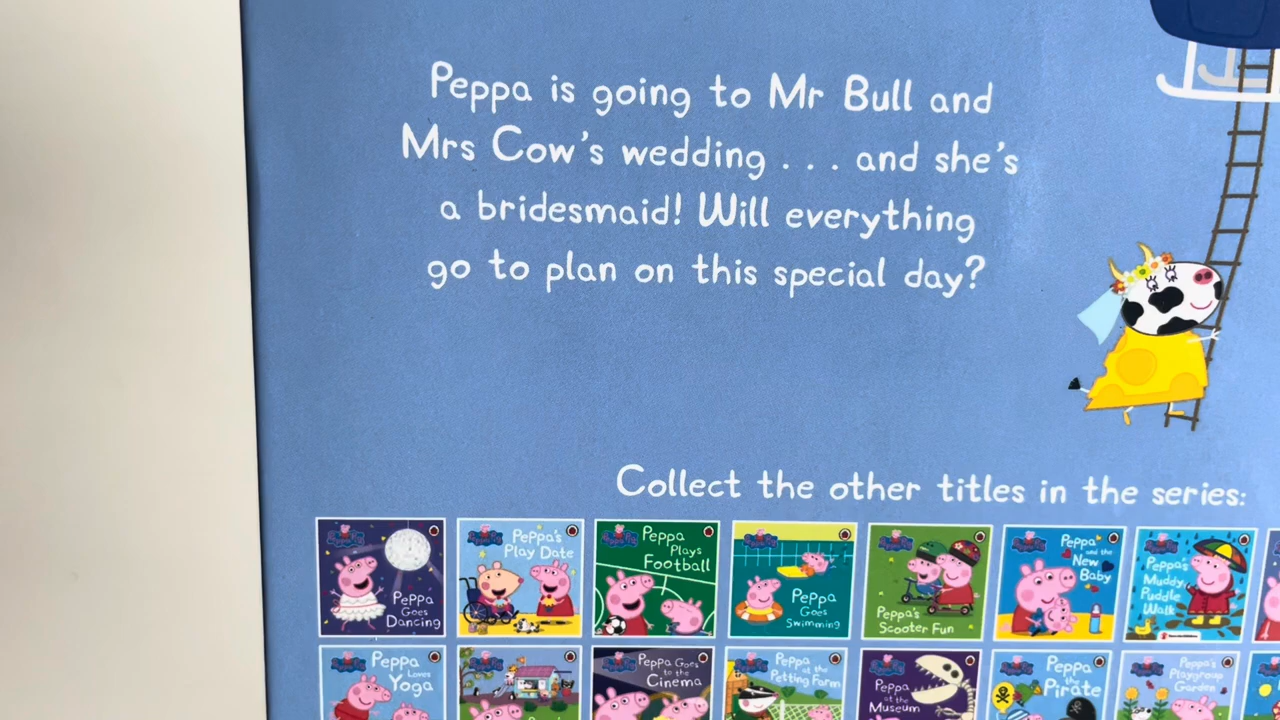 Peppa is going to Mr Bull and
Mrs Cow's wedding . . . and she's
a bridesmaid! Will everything
go to plan on this special day?
Collect the other titles in the series:
Peppa
Goes
Dancing
Peppa's
Play Date
Peppa
Plays
Football
Peppa
Goes
Swimming
Peppa's
Scooter Fun
Peppa
and the
New
Baby
Peppa's
Muddy
Puddle
Walk
Peppa
Loves
Yoga
Peppa Goes
to the
Cinema
Peppa
at the
Petting Farm
Peppa
at the
Museum
Peppa
the
Pirate
Peppa's
Playgroup
Garden